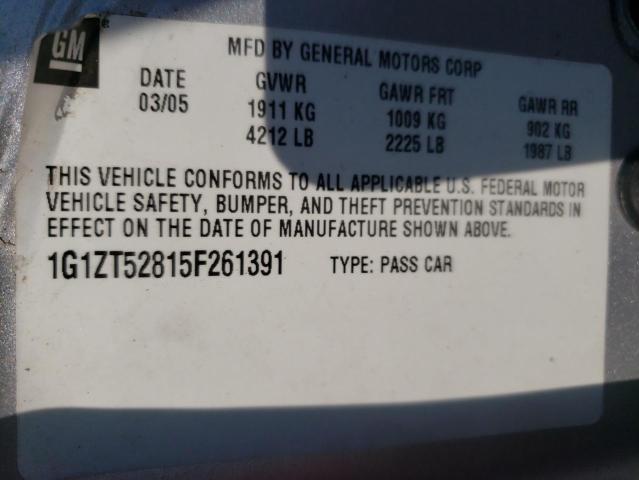 GM
MFD BY GENERAL MOTORS CORP
DATE GVWR GAWR FRT GAWR RR
03/05 1911 KG 1009 KG 902 KG
4212 LB 2225 LB 1987 LB
THIS VEHICLE CONFORMS TO ALL APPLICABLE U.S. FEDERAL MOTOR
VEHICLE SAFETY, BUMPER, AND THEFT PREVENTION STANDARDS IN
EFFECT ON THE DATE OF MANUFACTURE SHOWN ABOVE.
1G1ZT52815F261391 TYPE: PASS CAR